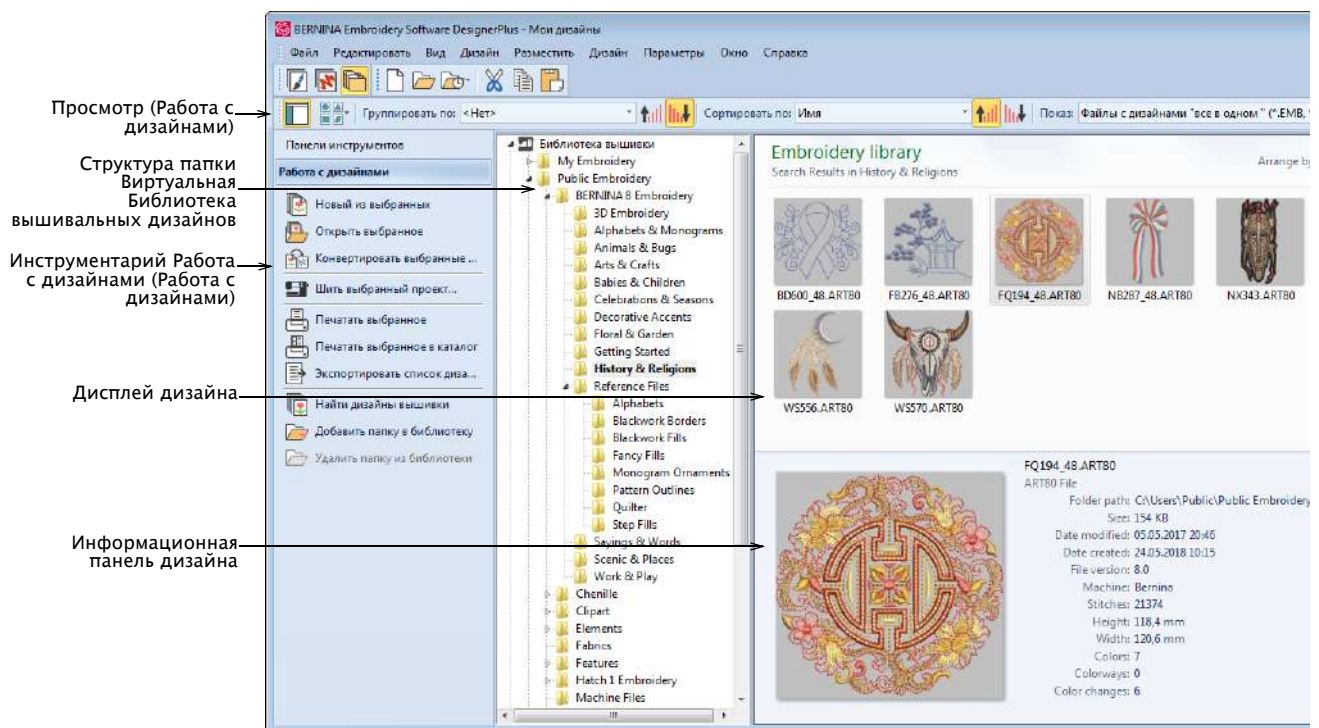 BERNINA Embroidery Software DesignerPlus - Мои дизайны
Файл Редактировать Вид Дизайн Разместить Дизайн Параметры Окно Справка
Просмотр (Работа с
дизайнами)
Группировать по: <Нет>
Сортировать по: Имя
Показ: Файлы с дизайнами "все в одном " (*.EMB,
Структура папки
Виртуальная
Библиотека
вышивальных дизайнов
Инструментарий Работа
с дизайнами (Работа с
дизайнами)
Дисплей дизайна
Информационная
панель дизайна
Панели инструментов
Работа с дизайнами
Новый из выбранных
Открыть выбранное
Конвертировать выбранные ...
Шить выбранный проект...
Печатать выбранное
Печатать выбранное в каталог
Экспортировать список диза...
Найти дизайны вышивки
Добавить папку в библиотеку
Удалить папку из библиотеки
Библиотека вышивки
My Embroidery
Public Embroidery
BERNINA 8 Embroidery
3D Embroidery
Alphabets & Monograms
Animals & Bugs
Arts & Crafts
Babies & Children
Celebrations & Seasons
Decorative Accents
Floral & Garden
Getting Started
History & Religions
Reference Files
Alphabets
Blackwork Borders
Blackwork Fills
Fancy Fills
Monogram Ornaments
Pattern Outlines
Quilter
Step Fills
Sayings & Words
Scenic & Places
Work & Play
Chenille
Clipart
Elements
Fabrics
Features
Hatch 1 Embroidery
Machine Files
Embroidery library
Search Results in History & Religions
Arrange by
BD600_48.ART80
FB276_48.ART80
FQ194_48.ART80
NB287_48.ART80
NX343.ART80
WS556.ART80
WS570.ART80
FQ194_48.ART80
ART80 File
Folder path: C:\Users\Public\Public Embroidery
Size: 154 KB
Date modified: 05.05.2017 20:46
Date created: 24.05.2018 10:15
File version: 8.0
Machine: Bernina
Stitches: 21374
Height: 118,4 mm
Width: 120,6 mm
Colors: 7
Colorways: 0
Color changes: 6